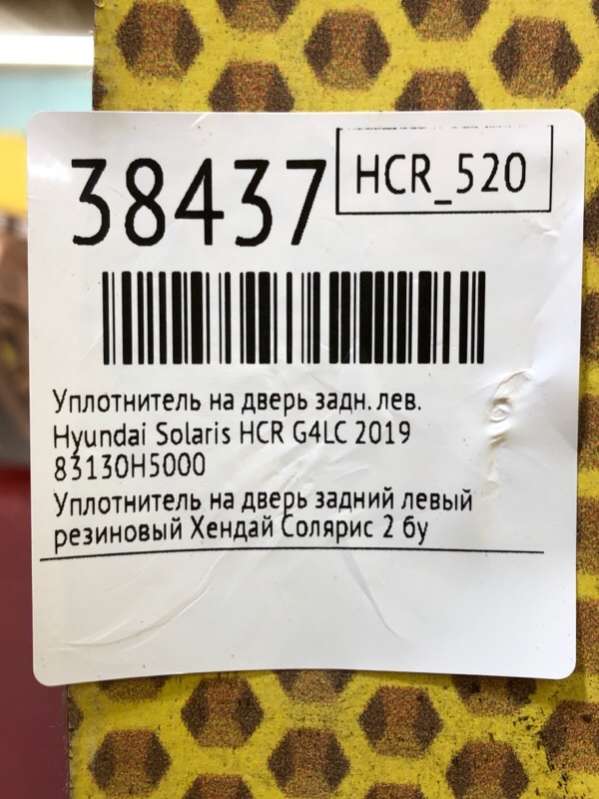 38437
HCR_520
Уплотнитель на дверь задн. лев.
Hyundai Solaris HCR G4LC 2019
83130H5000
Уплотнитель на дверь задний левый
резиновый Хендай Солярис 2 бу